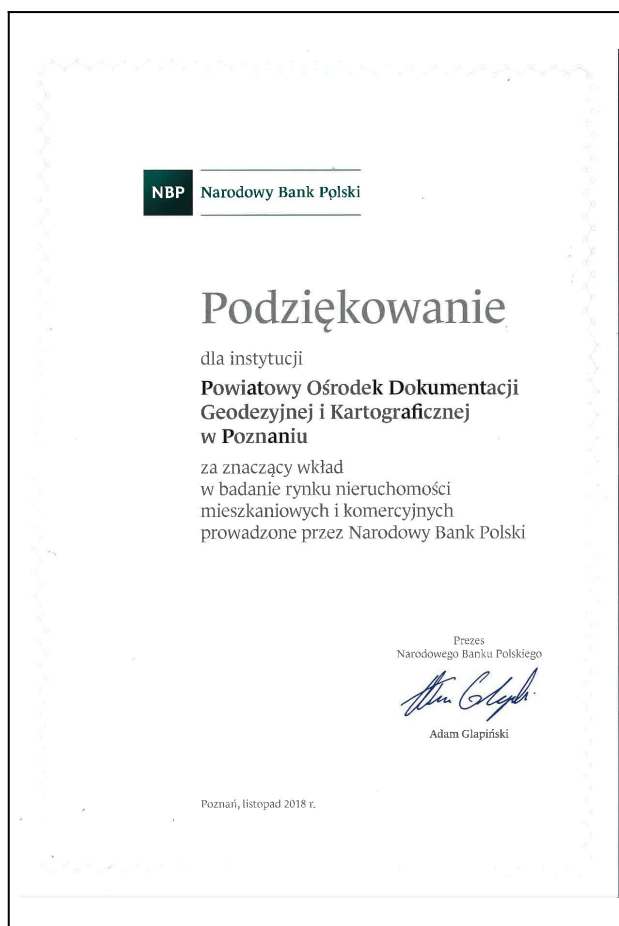 NBP Narodowy Bank Polski
Podziękowanie
dla instytucji
Powiatowy Ośrodek Dokumentacji
Geodezyjnej i Kartograficznej
w Poznaniu
za znaczący wkład
w badanie rynku nieruchomości
mieszkaniowych i komercyjnych
prowadzone przez Narodowy Bank Polski
Prezes
Narodowego Banku Polskiego
Adam Glapiński
Poznań, listopad 2018 r.